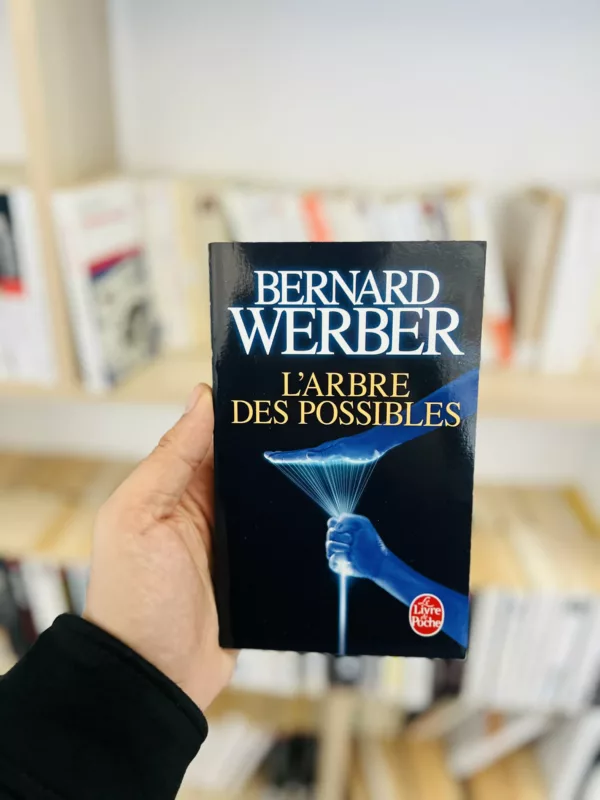 BERNARD
WERBER
L'ARBRE
DES POSSIBLES
Le
Livre
de
Poche